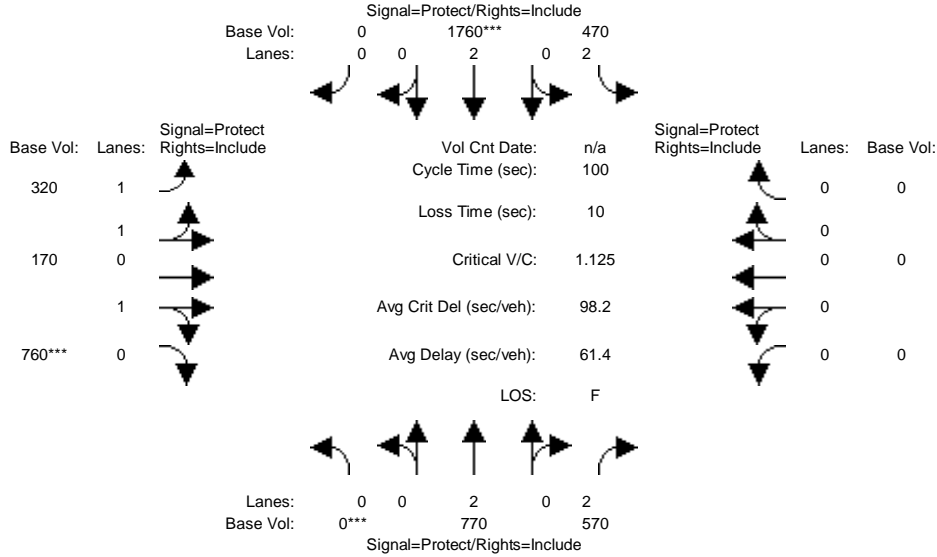 Signal=Protect/Rights=Include
Base Vol: 0 1760*** 470
Lanes: 0 0 2 0 2
Signal=Protect
Base Vol: Lanes: Rights=Include
Vol Cnt Date: n/a
Signal=Protect
Rights=Include Lanes: Base Vol:
Cycle Time (sec): 100
320 1
0 0
Loss Time (sec): 10
1
0
170 0
Critical V/C: 1.125
0 0
1
Avg Crit Del (sec/veh): 98.2
0
760*** 0
Avg Delay (sec/veh): 61.4
0 0
LOS: F
Lanes: 0 0 2 0 2
Base Vol: 0*** 770 570
Signal=Protect/Rights=Include